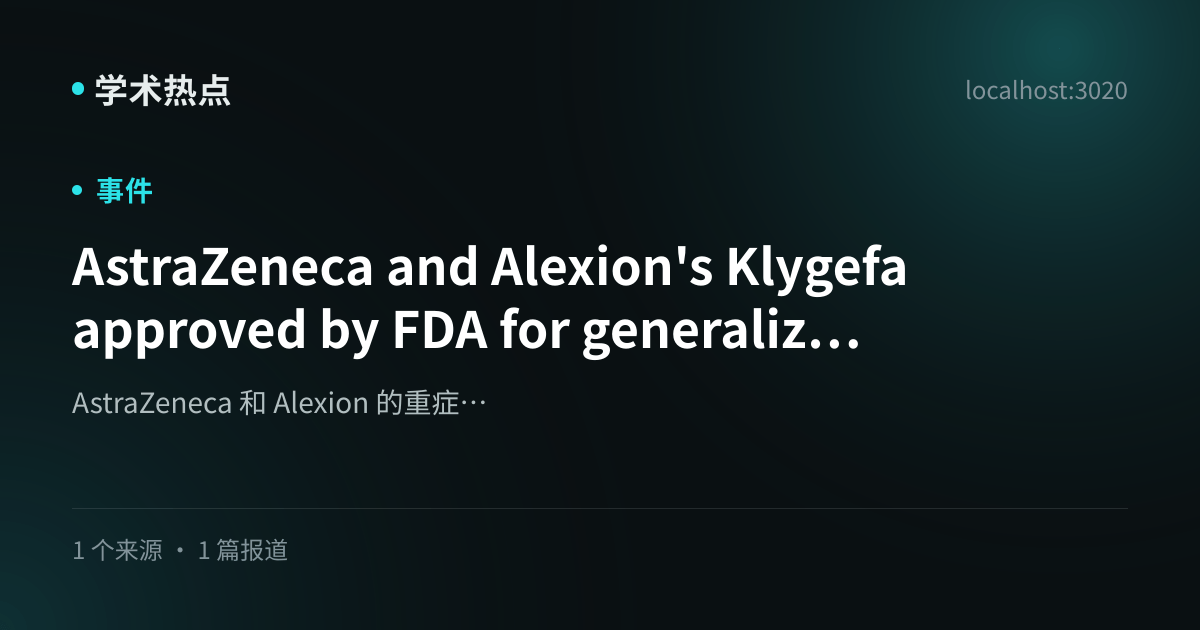 学术热点
localhost:3020
事件
AstraZeneca and Alexion's Klygefa
approved by FDA for generaliz…
AstraZeneca 和 Alexion 的重症…
1 个来源 · 1 篇报道